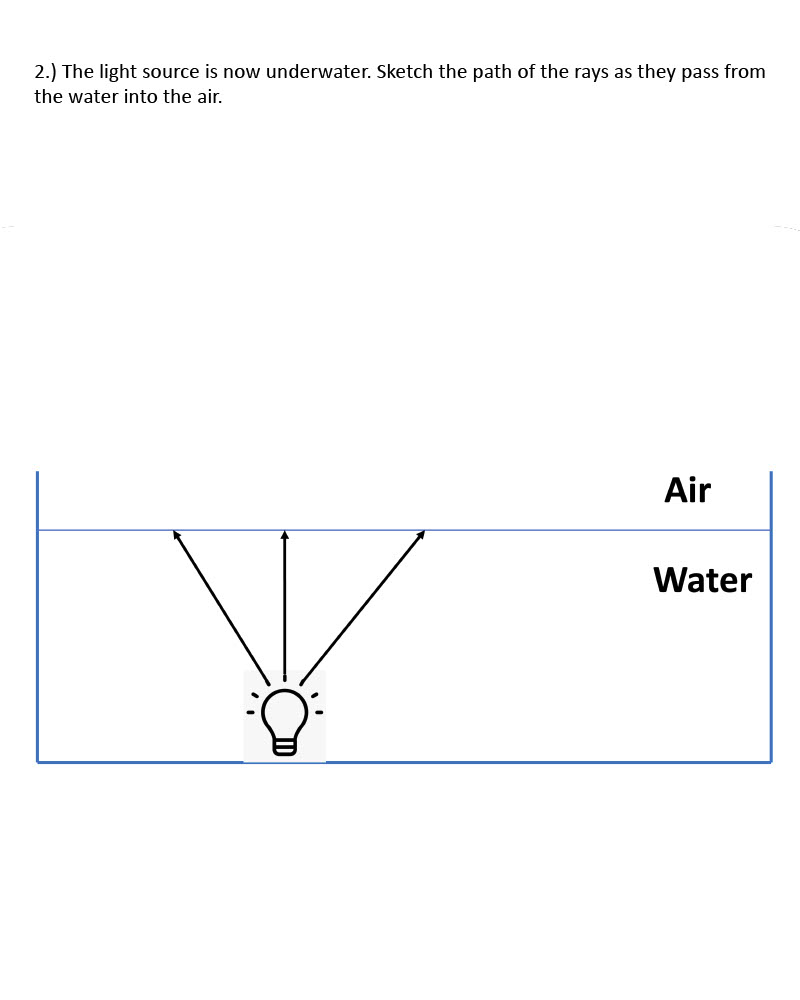 2.) The light source is now underwater. Sketch the path of the rays as they pass from
the water into the air.
Air
Water